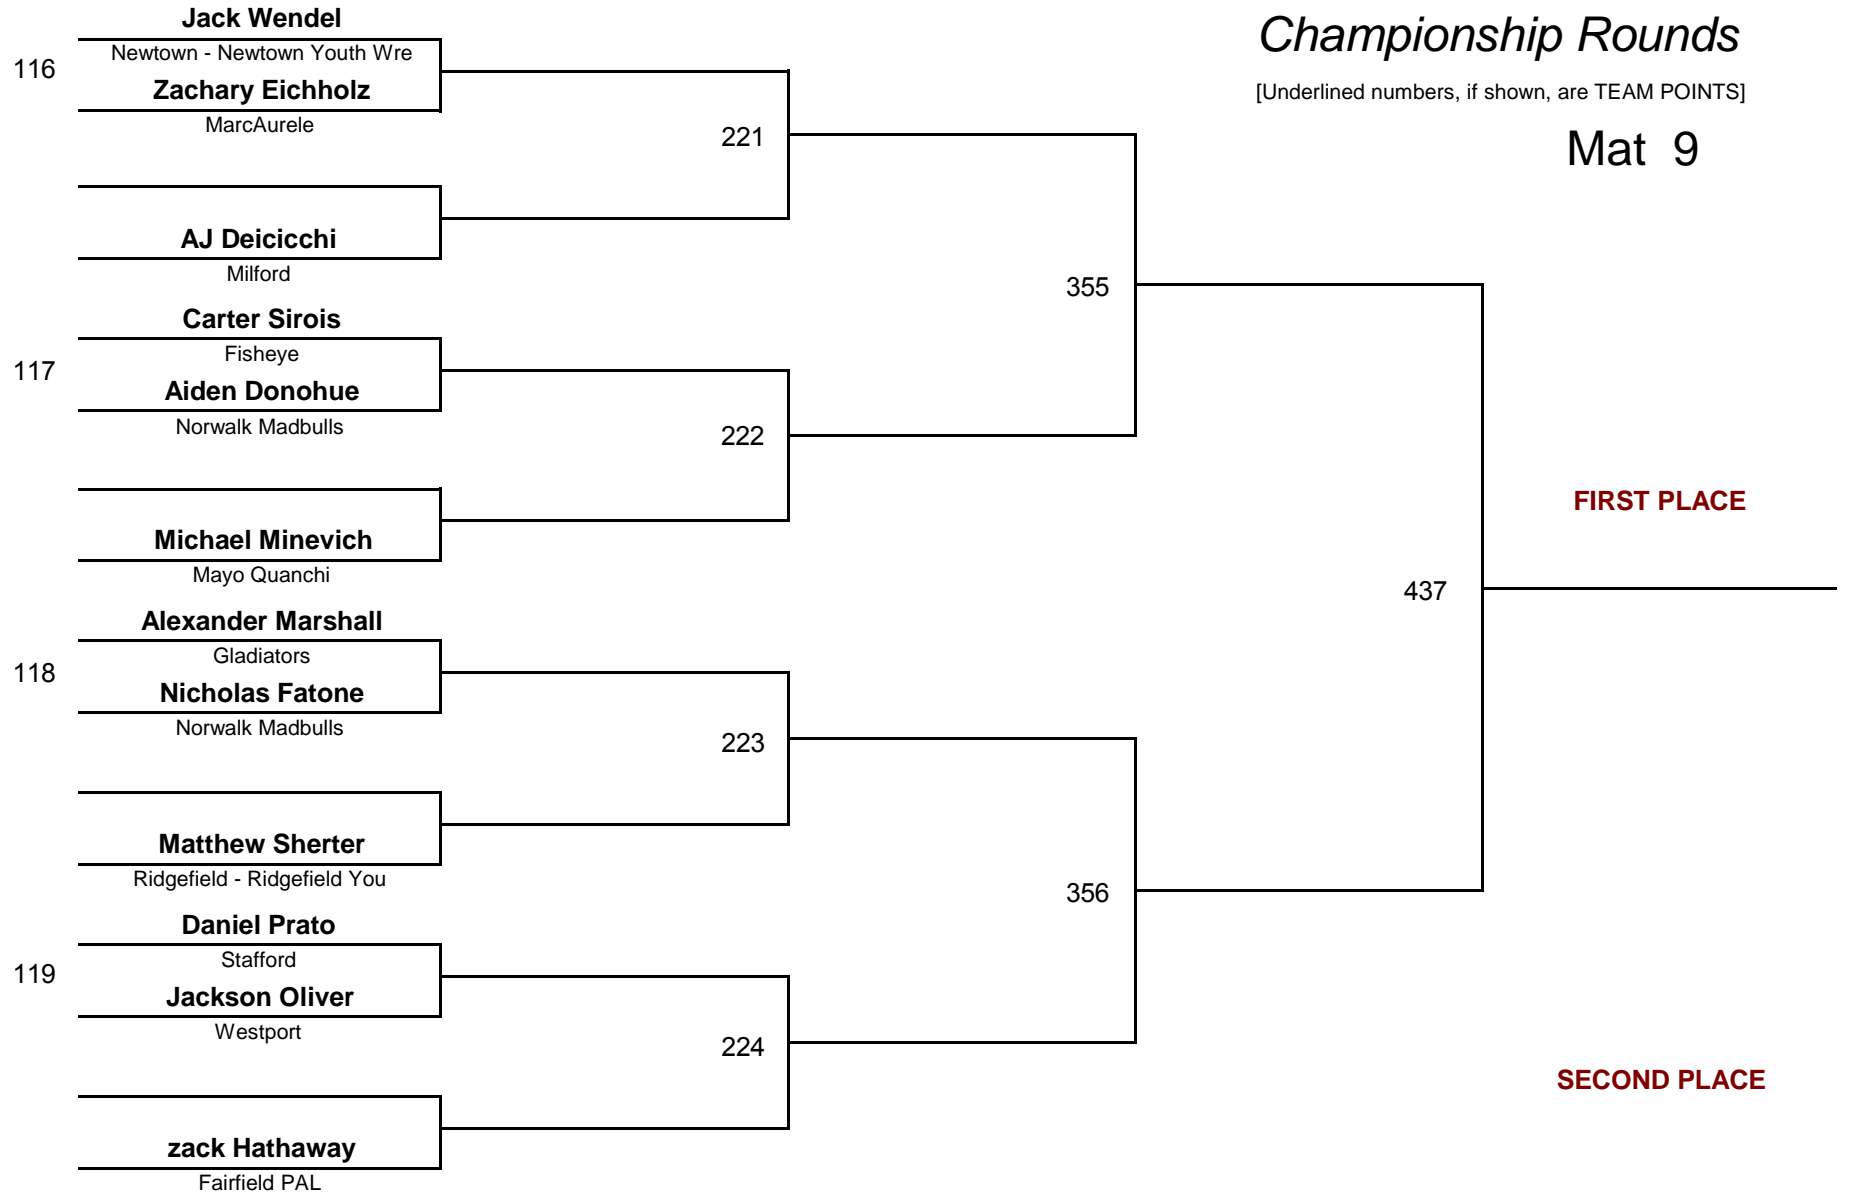 Championship Rounds
[Underlined numbers, if shown, are TEAM POINTS]
Mat 9
Jack Wendel
116
Newtown - Newtown Youth Wre
Zachary Eichholz
MarcAurele
221
AJ Deicicchi
Milford
355
Carter Sirois
117
Fisheye
Aiden Donohue
Norwalk Madbulls
222
Michael Minevich
Mayo Quanchi
FIRST PLACE
437
Alexander Marshall
118
Gladiators
Nicholas Fatone
Norwalk Madbulls
223
Matthew Sherter
Ridgefield - Ridgefield You
356
Daniel Prato
119
Stafford
Jackson Oliver
Westport
224
SECOND PLACE
zack Hathaway
Fairfield PAL